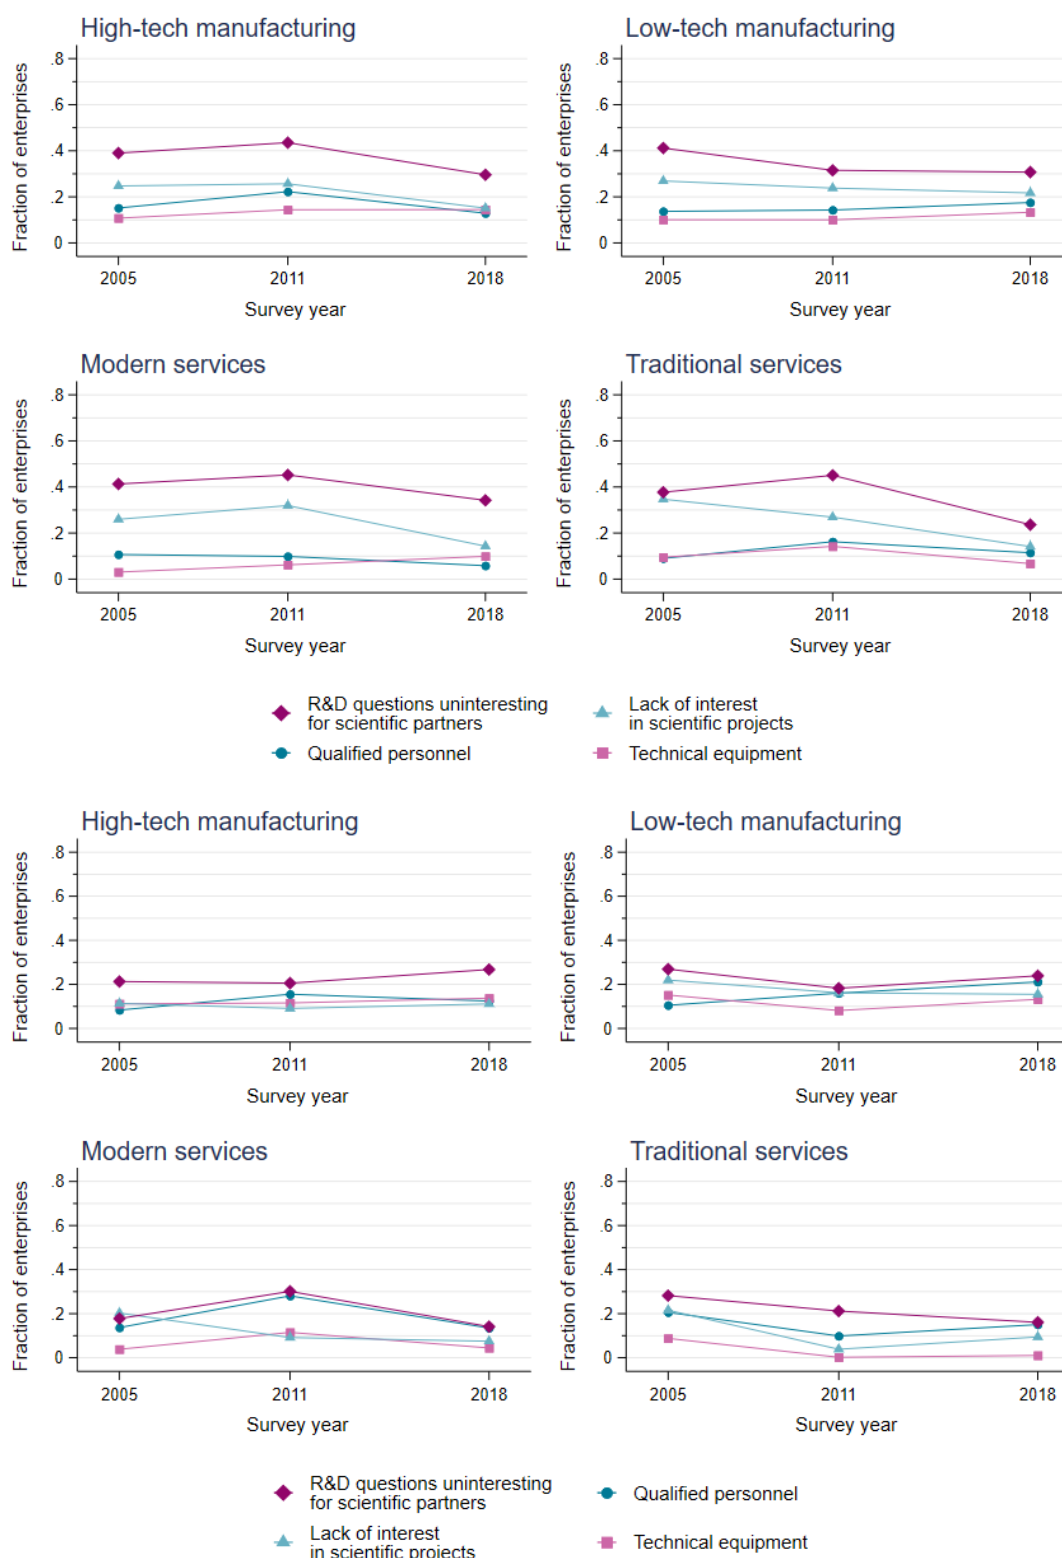 High-tech manufacturing
Fraction of enterprises
.8
.6
.4
.2
0
2005 2011 2018
Survey year
Low-tech manufacturing
Fraction of enterprises
.8
.6
.4
.2
0
2005 2011 2018
Survey year
Modern services
Fraction of enterprises
.8
.6
.4
.2
0
2005 2011 2018
Survey year
Traditional services
Fraction of enterprises
.8
.6
.4
.2
0
2005 2011 2018
Survey year
R&D questions uninteresting
for scientific partners
Lack of interest
in scientific projects
Qualified personnel
Technical equipment
High-tech manufacturing
Fraction of enterprises
.8
.6
.4
.2
0
2005 2011 2018
Survey year
Low-tech manufacturing
Fraction of enterprises
.8
.6
.4
.2
0
2005 2011 2018
Survey year
Modern services
Fraction of enterprises
.8
.6
.4
.2
0
2005 2011 2018
Survey year
Traditional services
Fraction of enterprises
.8
.6
.4
.2
0
2005 2011 2018
Survey year
R&D questions uninteresting
for scientific partners
Qualified personnel
Lack of interest
in scientific projects
Technical equipment